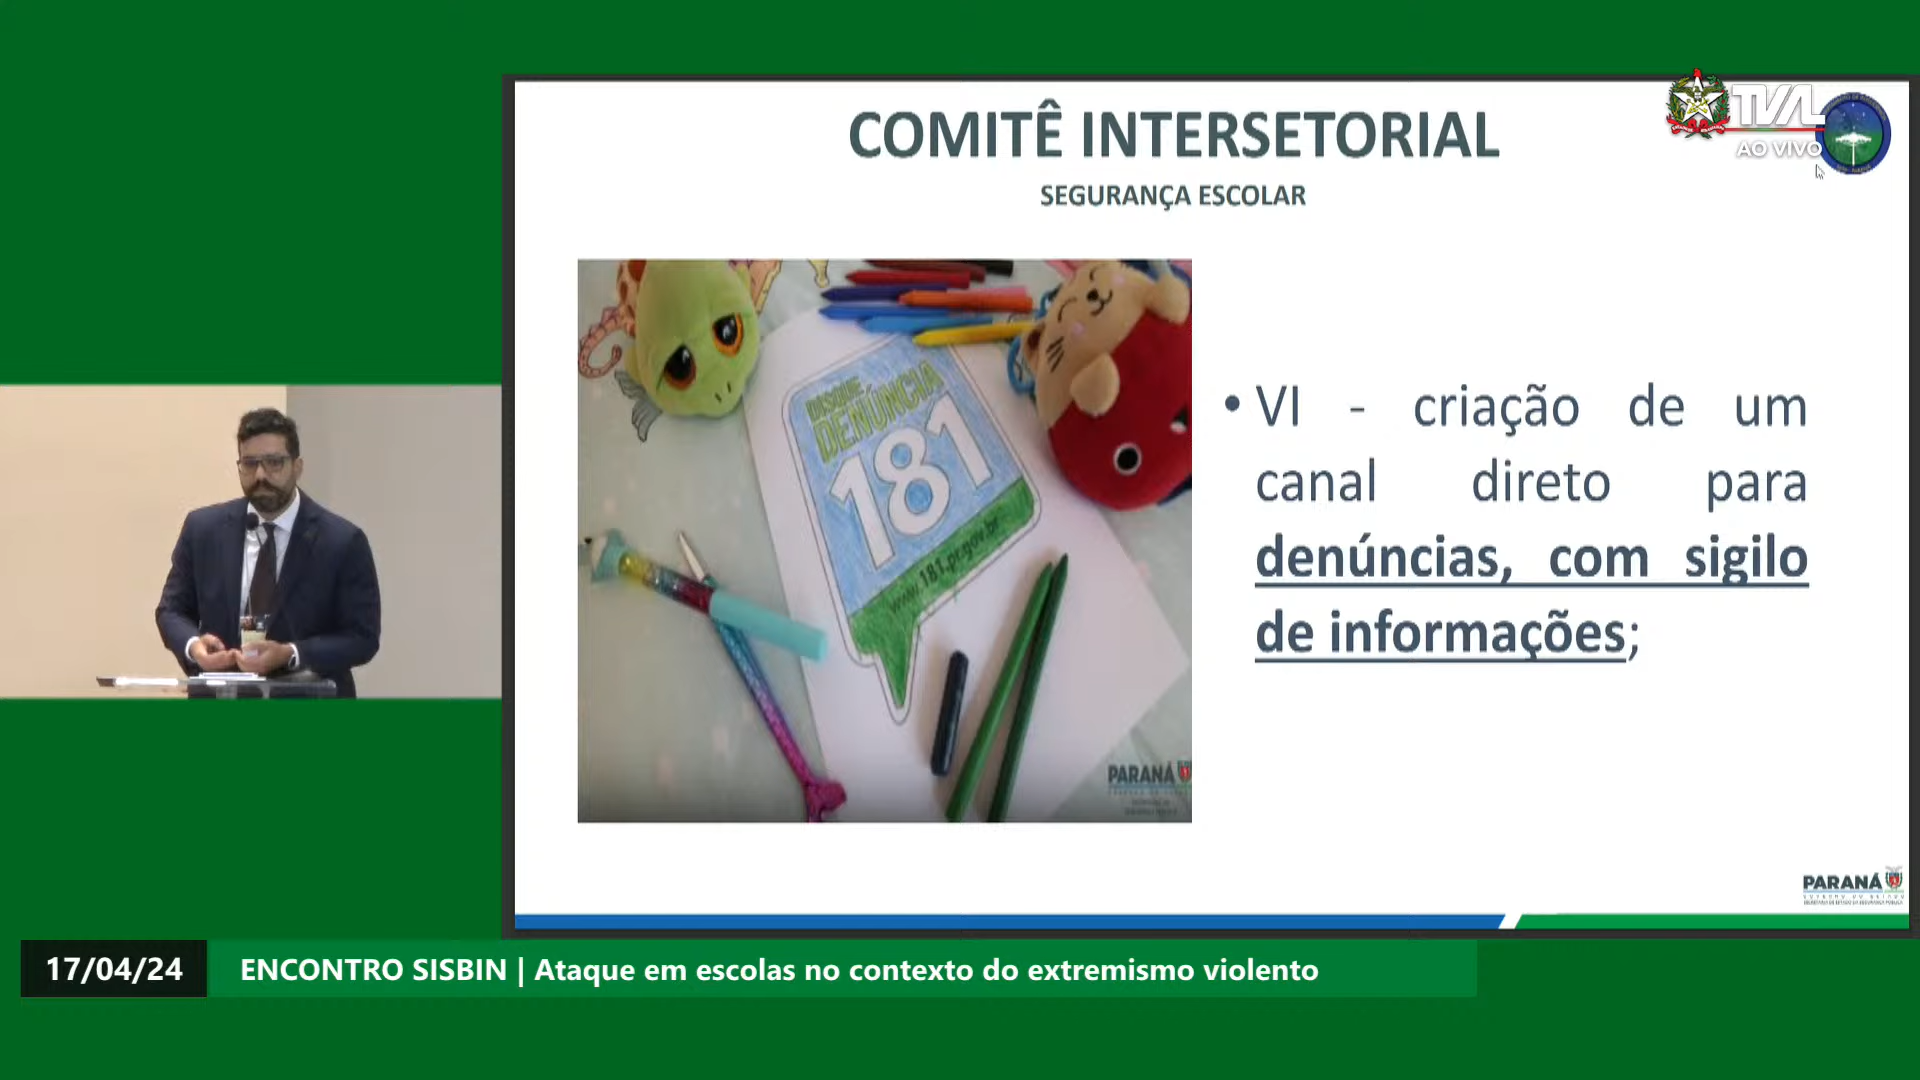 COMITÊ INTERSETORIAL
SEGURANÇA ESCOLAR
TVAL
AO VIVO
DISQUE
DENÚNCIA
181
www.181.pr.gov.br
PARANÁ
• VI - criação de um
canal direto para
denúncias, com sigilo
de informações;
PARANÁ
17/04/24
ENCONTRO SISBIN | Ataque em escolas no contexto do extremismo violento